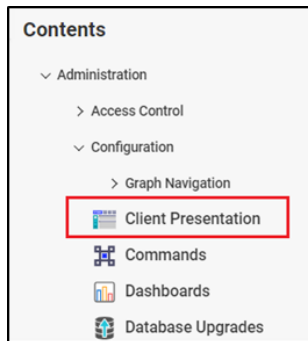 Contents
Administration
Access Control
Configuration
Graph Navigation
Client Presentation
Commands
Dashboards
Database Upgrades